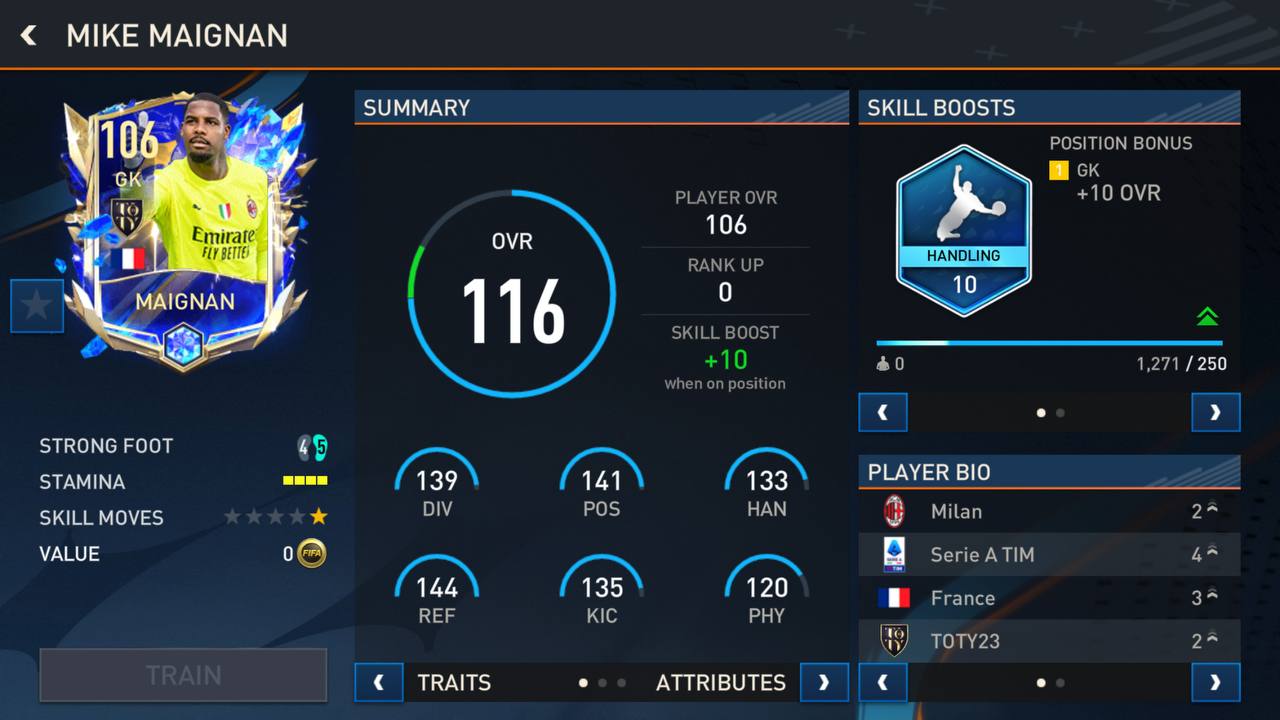 MIKE MAIGNAN
106
GK
TOTY
Emirates
FLY BETTER
MAIGNAN
STRONG FOOT 4 5
STAMINA
SKILL MOVES
VALUE 0 FIFA
TRAIN
SUMMARY
OVR
116
PLAYER OVR
106
RANK UP
0
SKILL BOOST
+10
when on position
139
DIV
141
POS
133
HAN
144
REF
135
KIC
120
PHY
TRAITS
ATTRIBUTES
SKILL BOOSTS
HANDLING
10
POSITION BONUS
1 GK
+10 OVR
0
1,271 / 250
PLAYER BIO
Milan 2
Serie A TIM 4
France 3
TOTY23 2